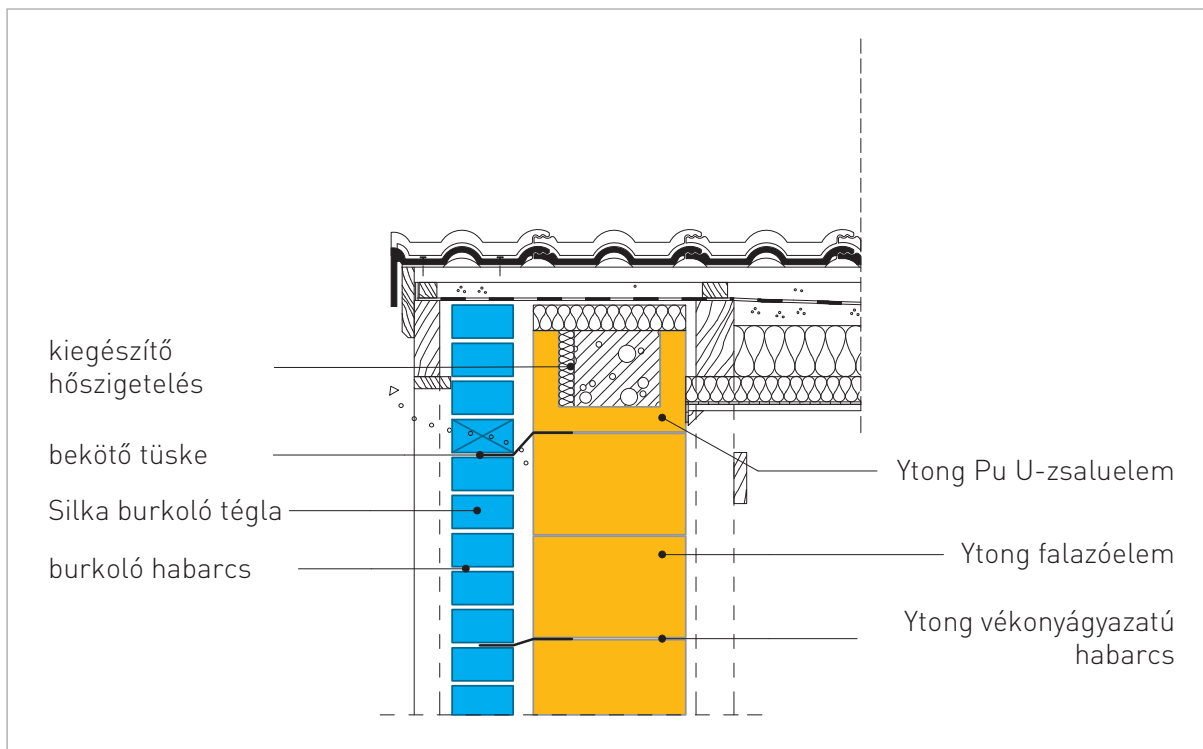 kiegészítő
hőszigetelés
bekötő tüske
Silka burkoló tégla
burkoló habarcs
Ytong Pu U-zsaluelem
Ytong falazóelem
Ytong vékonyágyazatú
habarcs